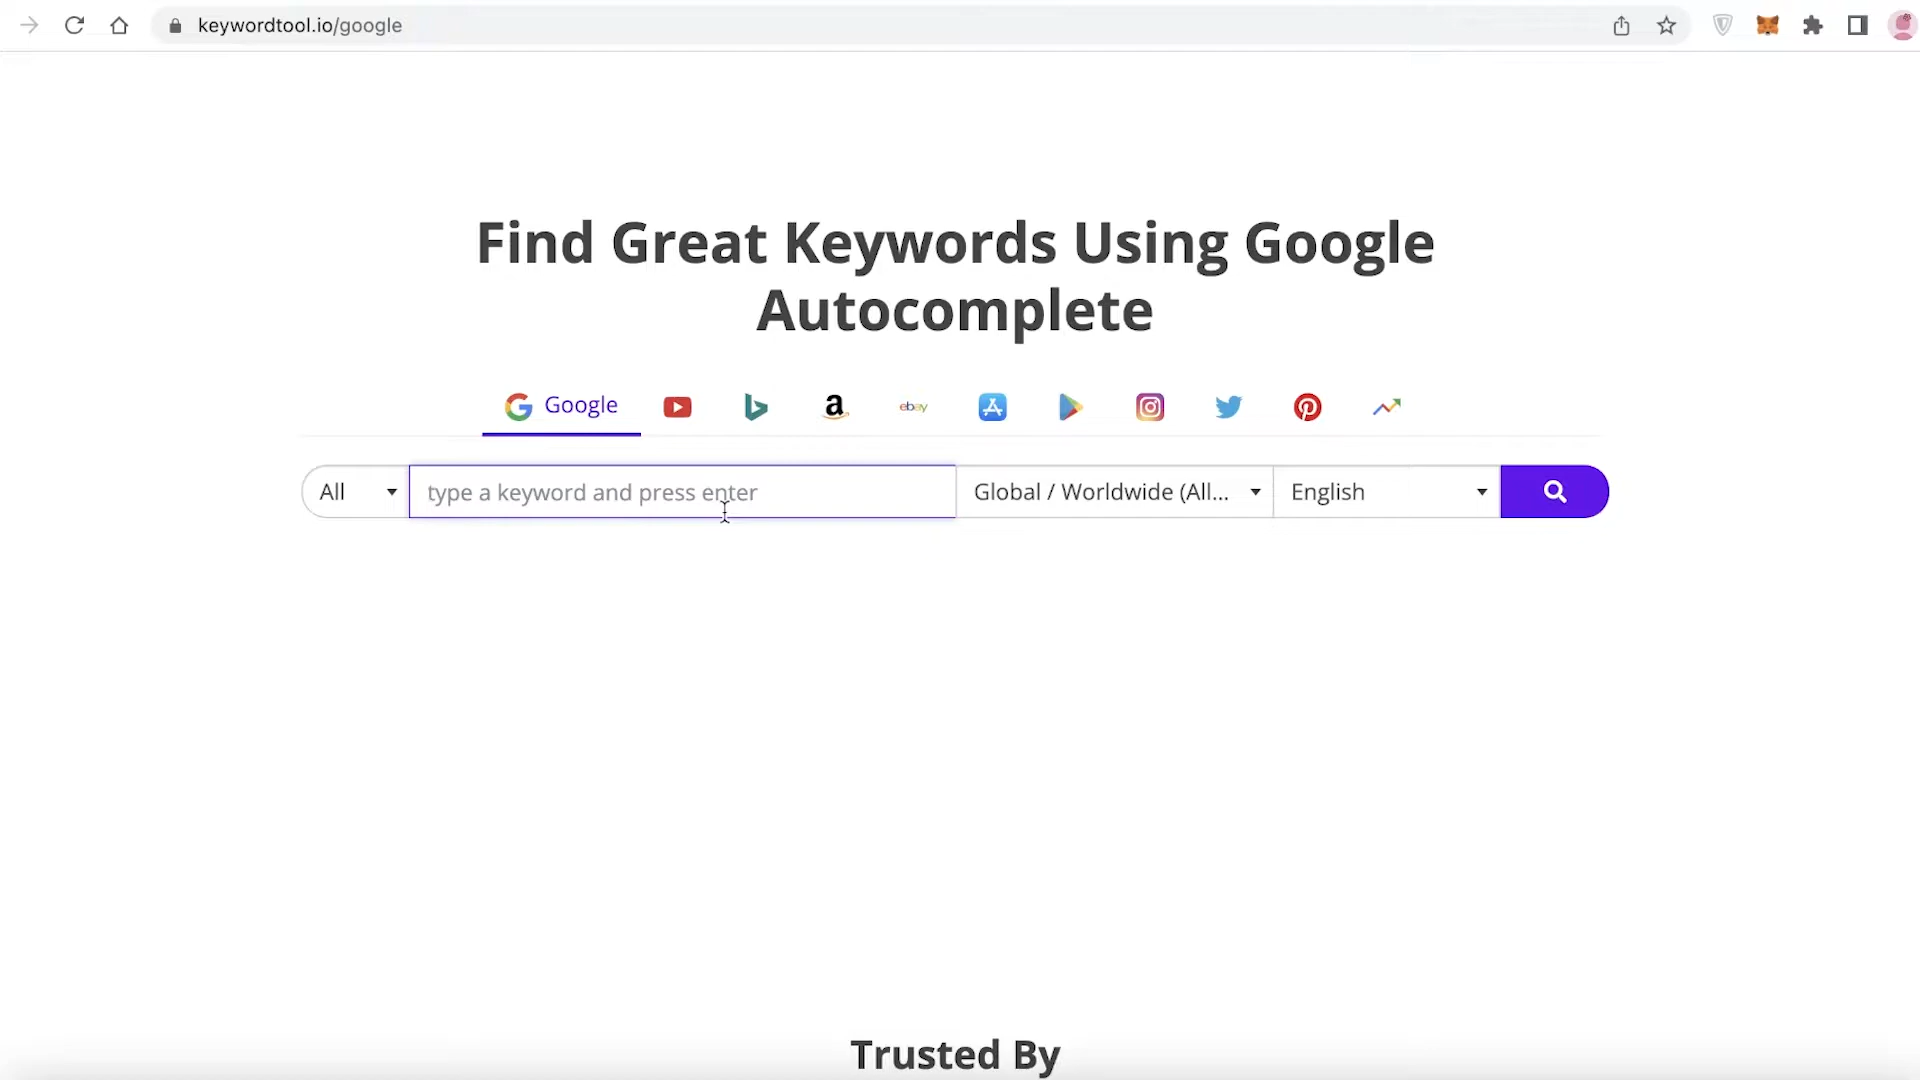 keywordtool.io/google
Find Great Keywords Using Google
Autocomplete
Google
a
ebay
All
type a keyword and press enter
Global / Worldwide (All...
English
Trusted By